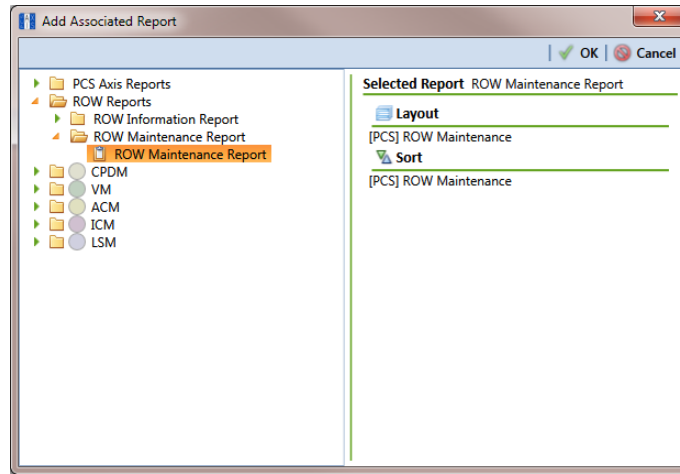 Add Associated Report
OK | Cancel
PCS Axis Reports
ROW Reports
ROW Information Report
ROW Maintenance Report
ROW Maintenance Report
CPDM
VM
ACM
ICM
LSM
Selected Report ROW Maintenance Report
Layout
[PCS] ROW Maintenance
Sort
[PCS] ROW Maintenance